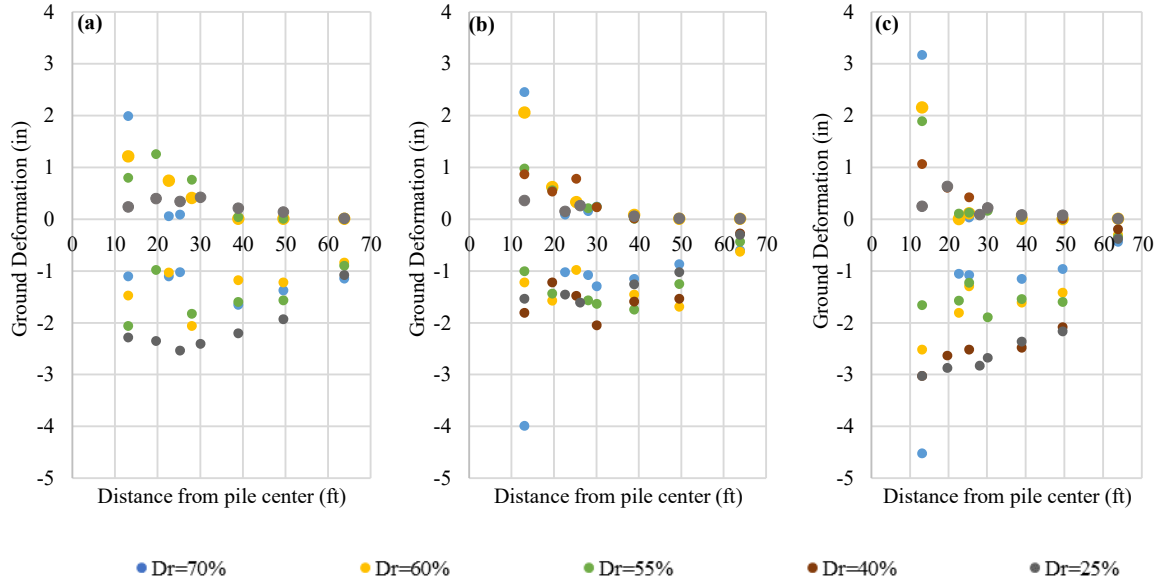 (a)
4
3
2
1
0
-1
-2
-3
-4
-5
0 10 20 30 40 50 60 70
Ground Deformation (in)
Distance from pile center (ft)
(b)
4
3
2
1
0
-1
-2
-3
-4
-5
0 10 20 30 40 50 60 70
Ground Deformation (in)
Distance from pile center (ft)
(c)
4
3
2
1
0
-1
-2
-3
-4
-5
0 10 20 30 40 50 60 70
Ground Deformation (in)
Distance from pile center (ft)
Dr=70% Dr=60% Dr=55% Dr=40% Dr=25%